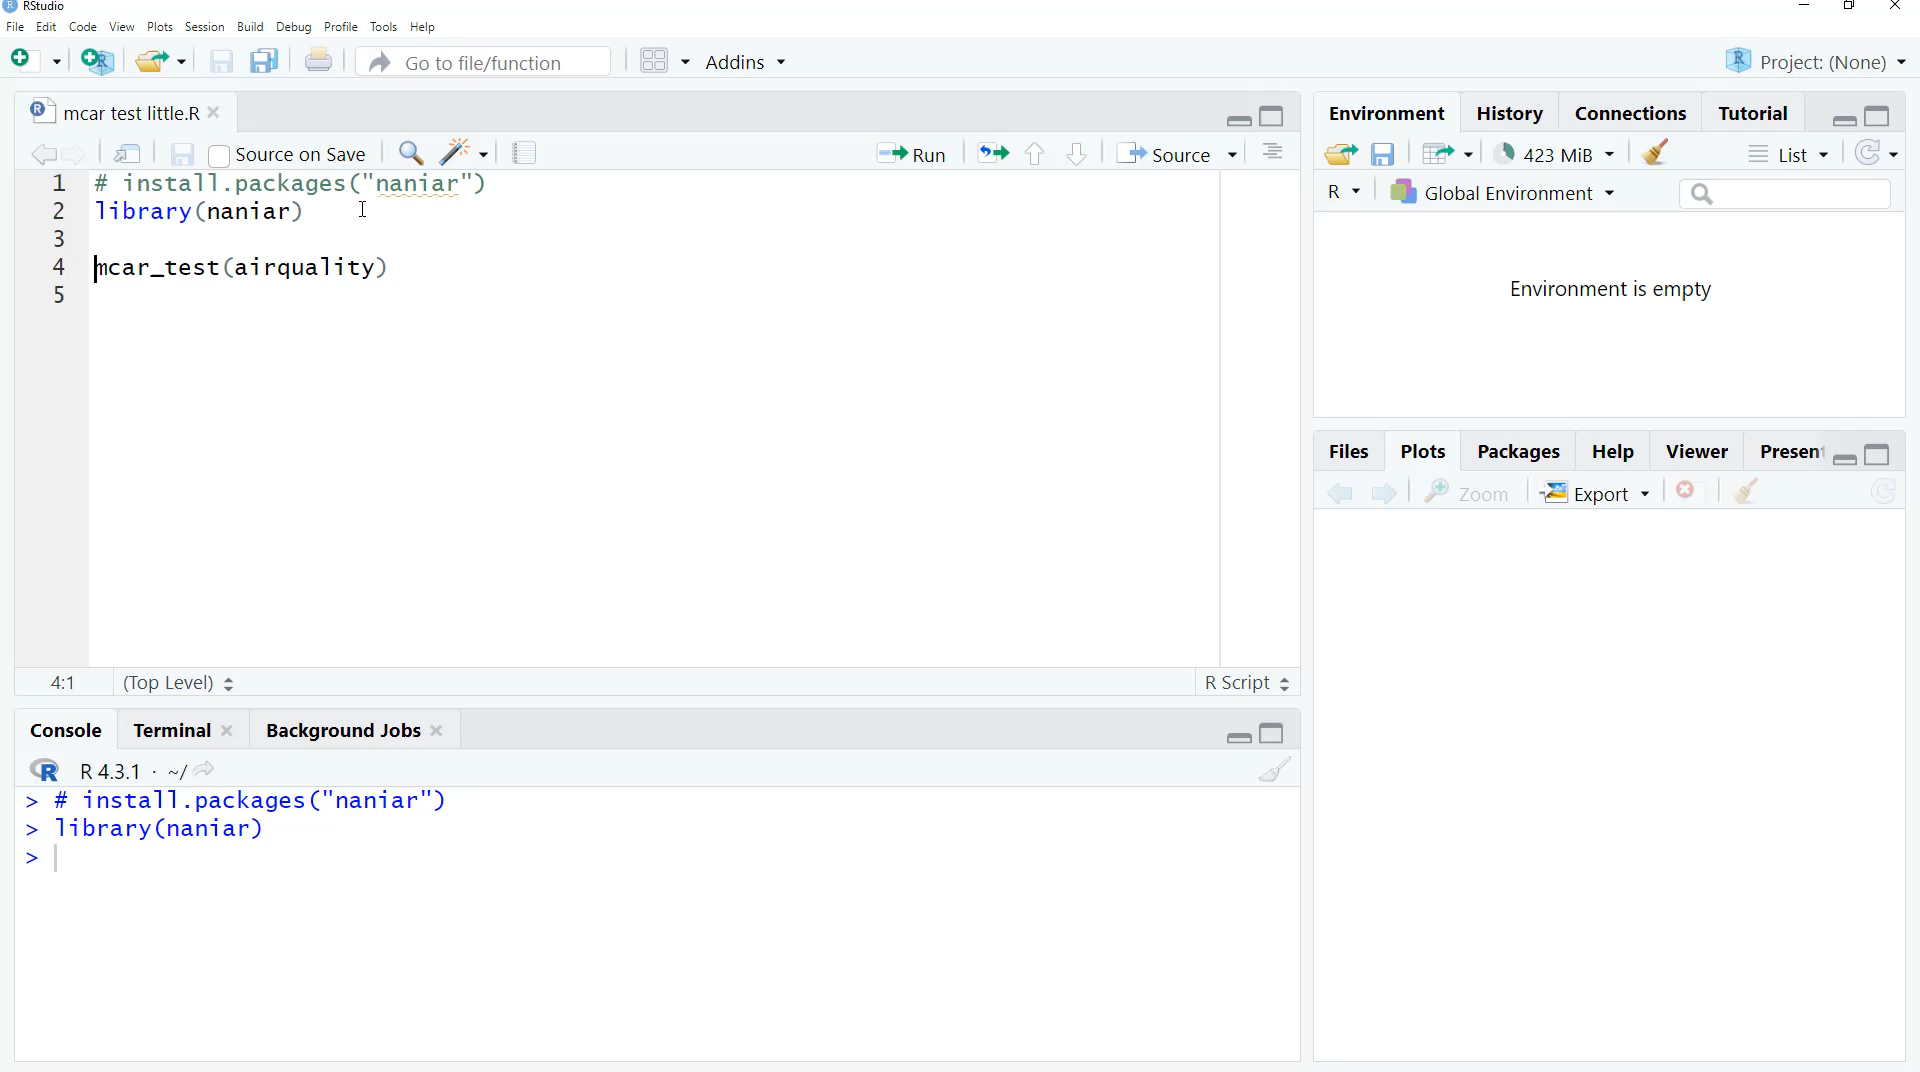 RStudio
File Edit Code View Plots Session Build Debug Profile Tools Help
Go to file/function Addins Project: (None)
mcar test little.R
Source on Save Run Source
1 # install.packages("naniar")
2 library(naniar)
3
4 mcar_test(airquality)
5
4:1 (Top Level) R Script
Console Terminal Background Jobs
R 4.3.1 · ~/
> # install.packages("naniar")
> library(naniar)
>
Environment History Connections Tutorial
423 MiB List
R Global Environment
Environment is empty
Files Plots Packages Help Viewer Present
Zoom Export